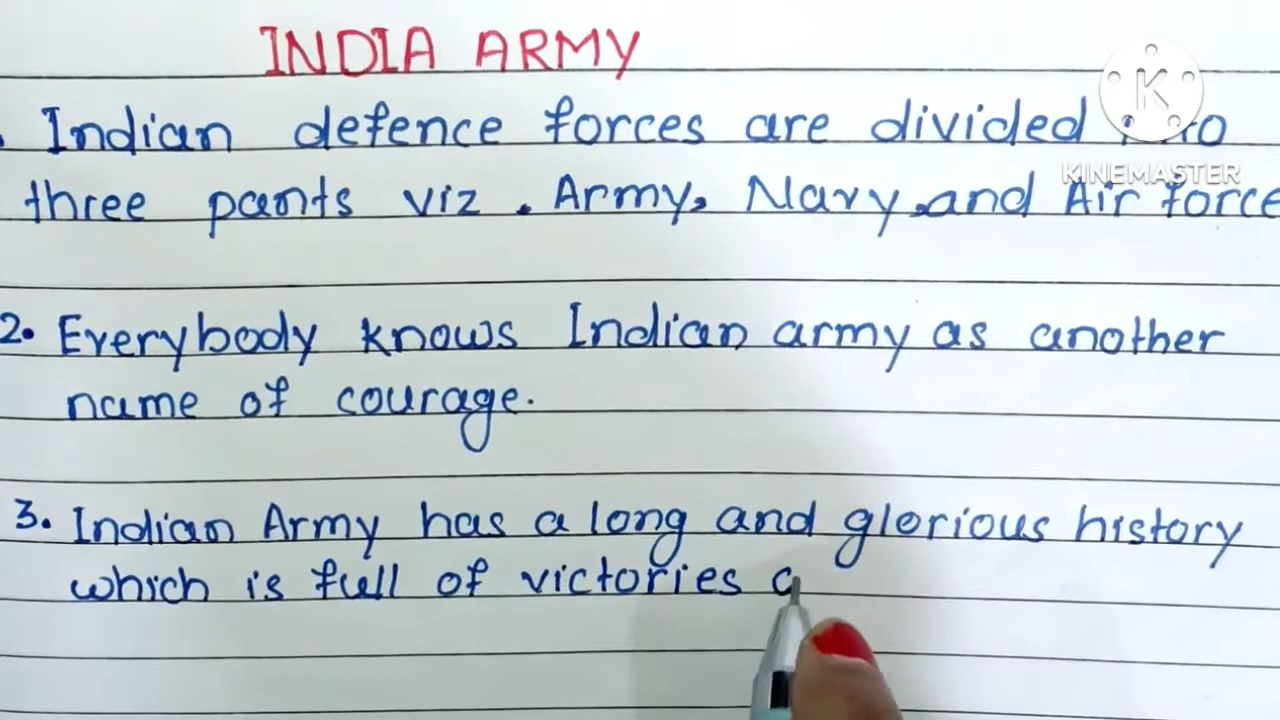 INDIA ARMY
Indian defence forces are divided into
three parts viz. Army, Navy and Air force
2. Everybody knows Indian army as another
name of courage.
3. Indian Army has a long and glorious history
which is full of victories a
K
KINEMASTER